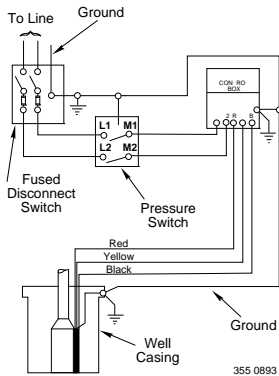 To Line
Ground
CON RO
BOX
L1 M1
L2 M2
2 R B
Fused
Disconnect
Switch
Pressure
Switch
Red
Yellow
Black
Well
Casing
Ground
355 0893